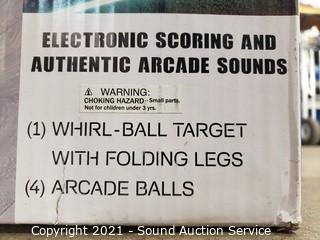 ELECTRONIC SCORING AND
AUTHENTIC ARCADE SOUNDS
WARNING:
CHOKING HAZARD-Small parts.
Not for children under 3 yrs.
(1) WHIRL-BALL TARGET
WITH FOLDING LEGS
(4) ARCADE BALLS
Copyright 2021 - Sound Auction Service